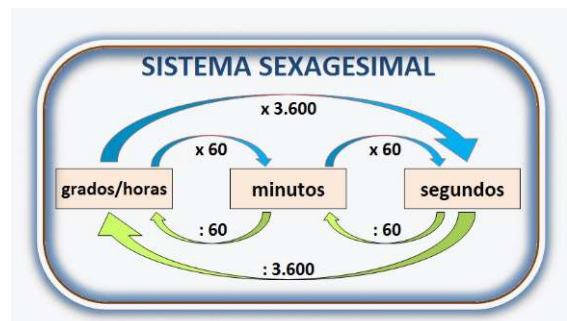 SISTEMA SEXAGESIMAL
x 3.600
x 60
x 60
grados/horas
minutos
segundos
: 60
: 60
: 3.600